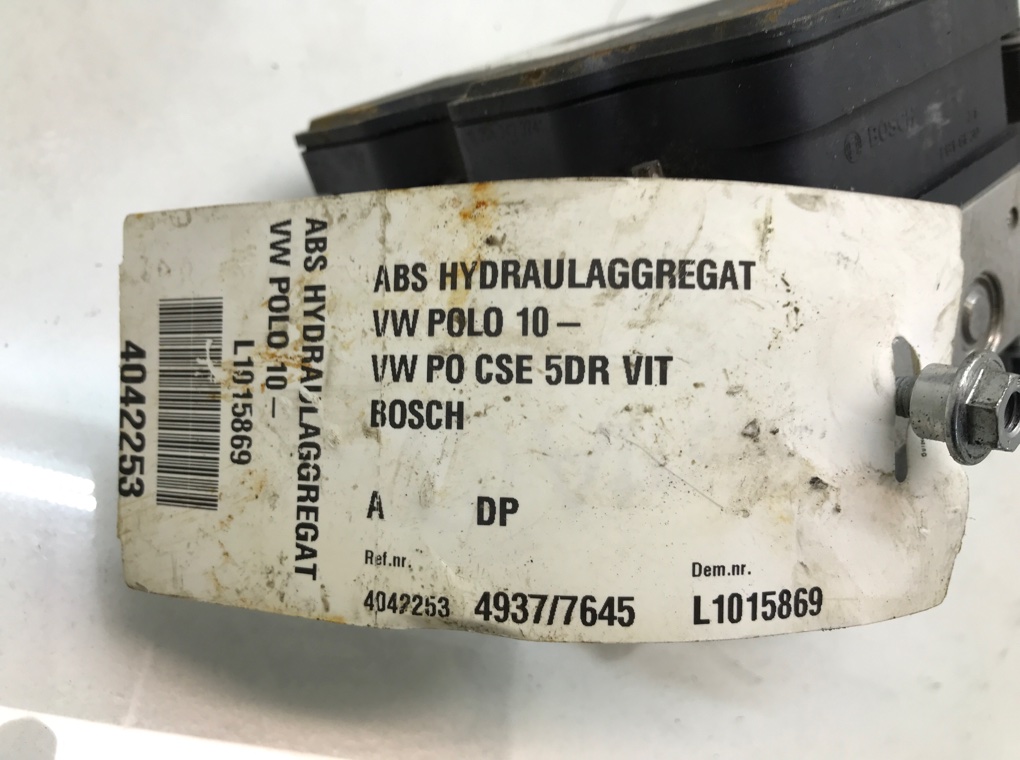 BOSCH
ABS HYDRAULAGGREGAT
VW POLO 10 –
VW PO CSE 5DR VIT
BOSCH
A DP
Ref.nr. Dem.nr.
4042253 4937/7645 L1015869
ABS HYDRAULAGGREGAT
VW POLO 10 –
L1015869
4042253